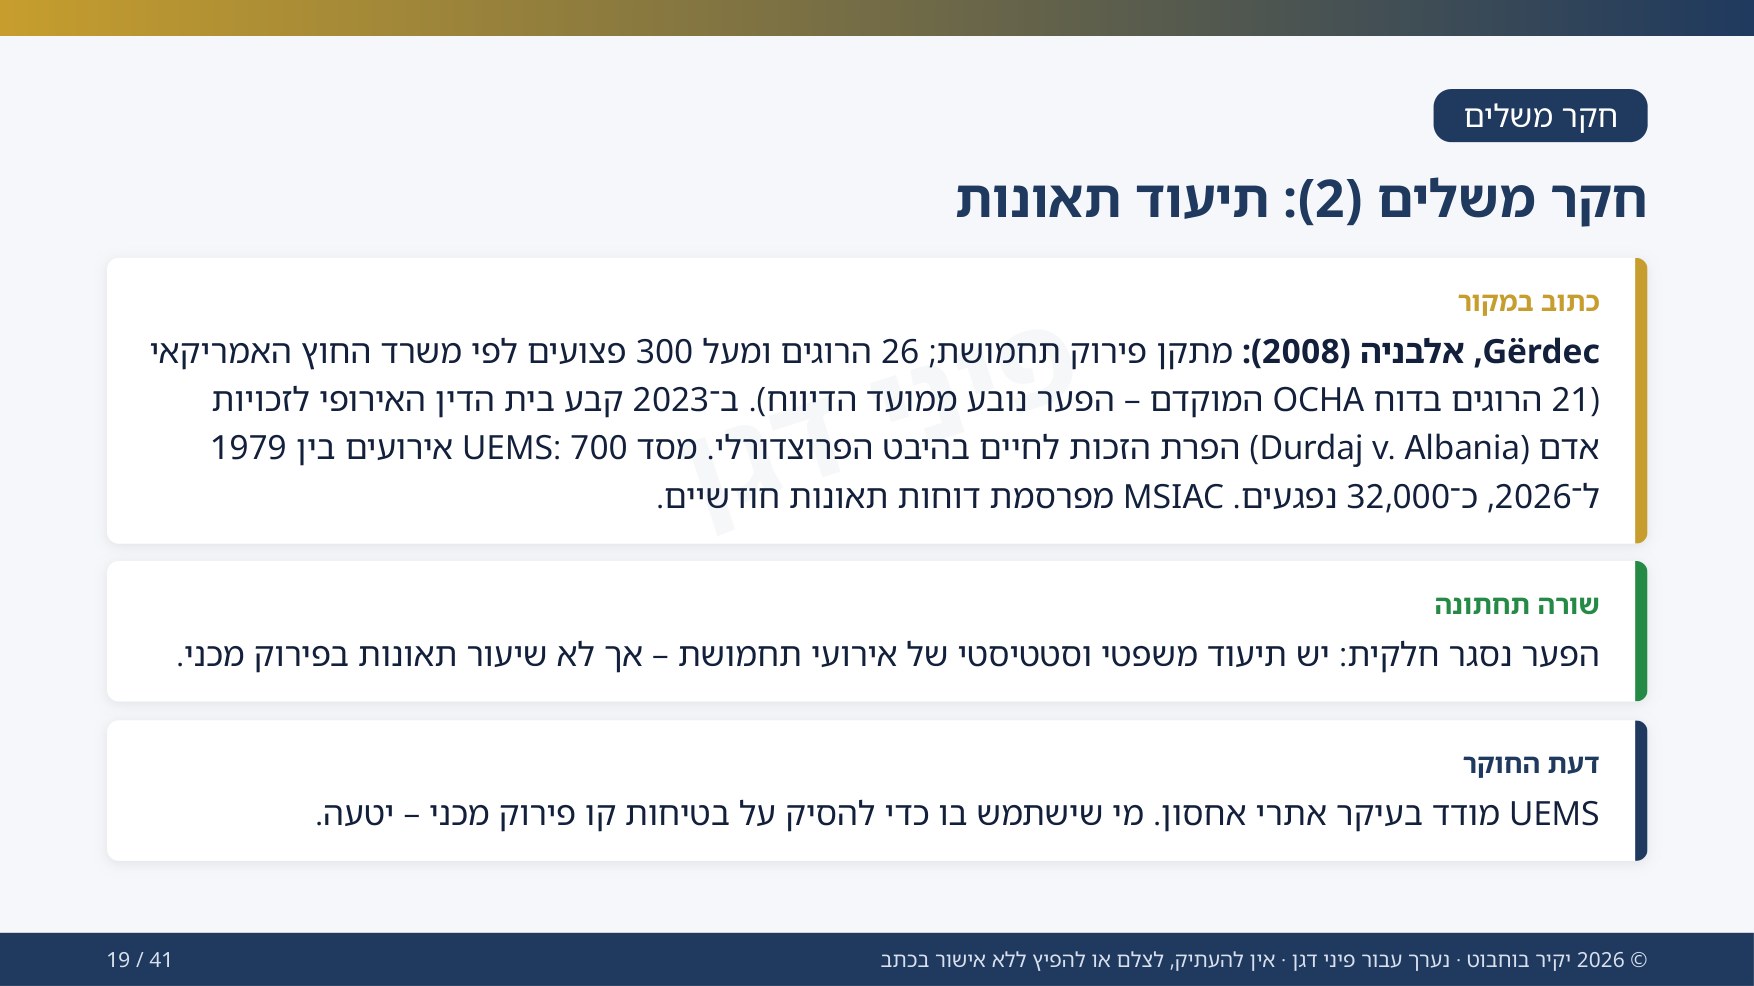 חקר משלים
חקר משלים (2): תיעוד תאונות
כתוב במקור
Gërdec, אלבניה (2008): מתקן פירוק תחמושת; 26 הרוגים ומעל 300 פצועים לפי משרד החוץ האמריקאי
(21 הרוגים בדוח OCHA המוקדם – הפער נובע ממועד הדיווח). ב־2023 קבע בית הדין האירופי לזכויות
אדם (Durdaj v. Albania) הפרת הזכות לחיים בהיבט הפרוצדורלי. מסד UEMS: 700 אירועים בין 1979
ל־2026, כ־32,000 נפגעים. MSIAC מפרסמת דוחות תאונות חודשיים.
פיני דגן
שורה תחתונה
הפער נסגר חלקית: יש תיעוד משפטי וסטטיסטי של אירועי תחמושת – אך לא שיעור תאונות בפירוק מכני.
דעת החוקר
UEMS מודד בעיקר אתרי אחסון. מי שישתמש בו כדי להסיק על בטיחות קו פירוק מכני – יטעה.
© 2026 יקיר בוחבוט · נערך עבור פיני דגן · אין להעתיק, לצלם או להפיץ ללא אישור בכתב
19 / 41